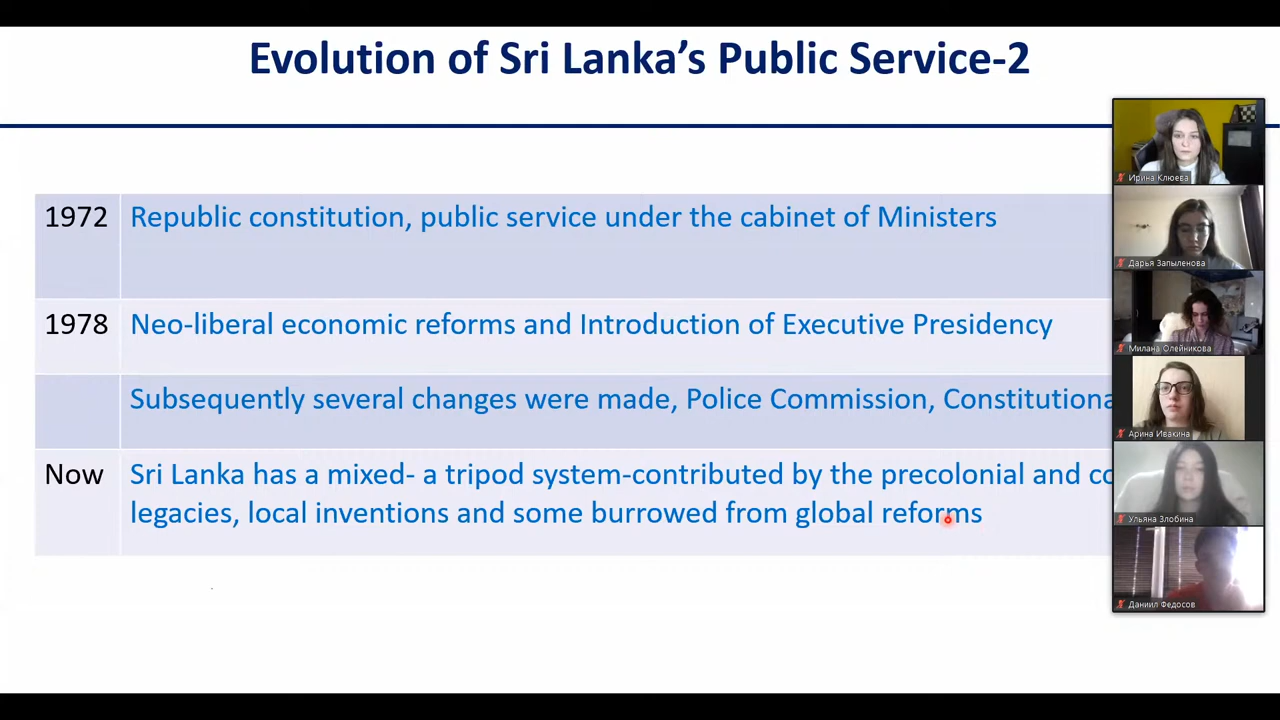 Evolution of Sri Lanka's Public Service-2
1972 Republic constitution, public service under the cabinet of Ministers
1978 Neo-liberal economic reforms and Introduction of Executive Presidency
Subsequently several changes were made, Police Commission, Constitutiona
Now Sri Lanka has a mixed- a tripod system-contributed by the precolonial and co
legacies, local inventions and some burrowed from global reforms
Ирина Клюева
Дарья Запыленова
Милана Олейникова
Арина Ивакина
Ульяна Злобина
Даниил Федосов